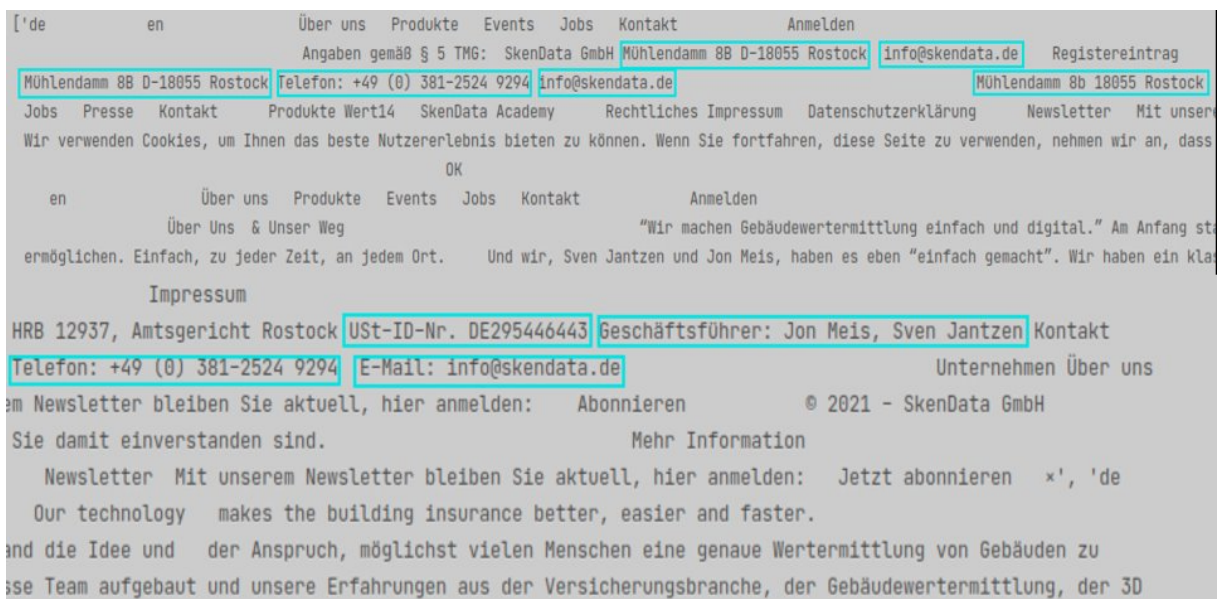 ['de en Über uns Produkte Events Jobs Kontakt Anmelden
Angaben gemäß § 5 TMG: SkenData GmbH Mühlendamm 8B D-18055 Rostock info@skendata.de Registereintrag
Mühlendamm 8B D-18055 Rostock Telefon: +49 (0) 381-2524 9294 info@skendata.de Mühlendamm 8b 18055 Rostock
Jobs Presse Kontakt Produkte Wert14 SkenData Academy Rechtliches Impressum Datenschutzerklärung Newsletter Mit unsere
Wir verwenden Cookies, um Ihnen das beste Nutzererlebnis bieten zu können. Wenn Sie fortfahren, diese Seite zu verwenden, nehmen wir an, dass
OK
en Über uns Produkte Events Jobs Kontakt Anmelden
Über Uns & Unser Weg “Wir machen Gebäudewertermittlung einfach und digital.” Am Anfang sta
ermöglichen. Einfach, zu jeder Zeit, an jedem Ort. Und wir, Sven Jantzen und Jon Meis, haben es eben “einfach gemacht”. Wir haben ein klas
Impressum
HRB 12937, Amtsgericht Rostock USt-ID-Nr. DE295446443 Geschäftsführer: Jon Meis, Sven Jantzen Kontakt
Telefon: +49 (0) 381-2524 9294 E-Mail: info@skendata.de Unternehmen Über uns
em Newsletter bleiben Sie aktuell, hier anmelden: Abonnieren © 2021 - SkenData GmbH
Sie damit einverstanden sind. Mehr Information
Newsletter Mit unserem Newsletter bleiben Sie aktuell, hier anmelden: Jetzt abonnieren ×', 'de
Our technology makes the building insurance better, easier and faster.
and die Idee und der Anspruch, möglichst vielen Menschen eine genaue Wertermittlung von Gebäuden zu
sse Team aufgebaut und unsere Erfahrungen aus der Versicherungsbranche, der Gebäudewertermittlung, der 3D